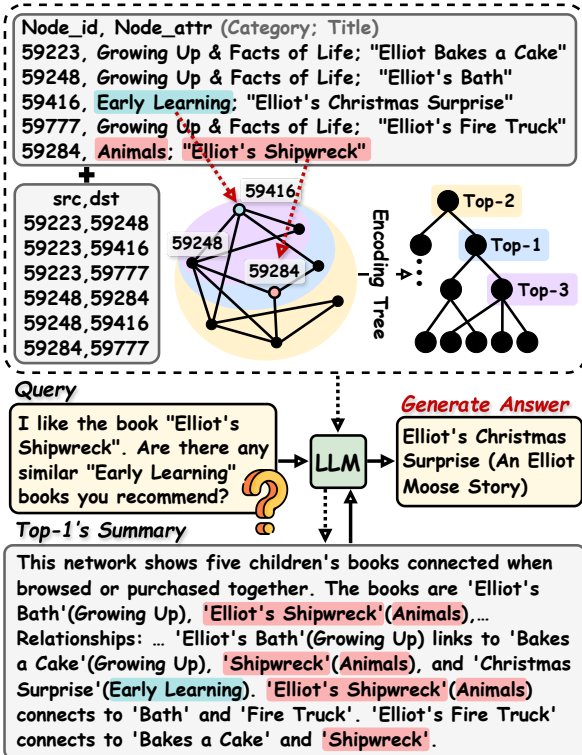 Node_id, Node_attr (Category; Title)
59223, Growing Up & Facts of Life; "Elliot Bakes a Cake"
59248, Growing Up & Facts of Life; "Elliot's Bath"
59416, Early Learning; "Elliot's Christmas Surprise"
59777, Growing Up & Facts of Life; "Elliot's Fire Truck"
59284, Animals; "Elliot's Shipwreck"
+
src,dst
59223,59248
59223,59416
59223,59777
59248,59284
59248,59416
59284,59777
59416
59248
59284
Encoding Tree
Top-2
Top-1
Top-3
Query
I like the book "Elliot's
Shipwreck". Are there any
similar "Early Learning"
books you recommend?
?
LLM
Generate Answer
Elliot's Christmas
Surprise (An Elliot
Moose Story)
Top-1's Summary
This network shows five children's books connected when
browsed or purchased together. The books are 'Elliot's
Bath'(Growing Up), 'Elliot's Shipwreck'(Animals),...
Relationships: ... 'Elliot's Bath'(Growing Up) links to 'Bakes
a Cake'(Growing Up), 'Shipwreck'(Animals), and 'Christmas
Surprise'(Early Learning). 'Elliot's Shipwreck'(Animals)
connects to 'Bath' and 'Fire Truck'. 'Elliot's Fire Truck'
connects to 'Bakes a Cake' and 'Shipwreck'.